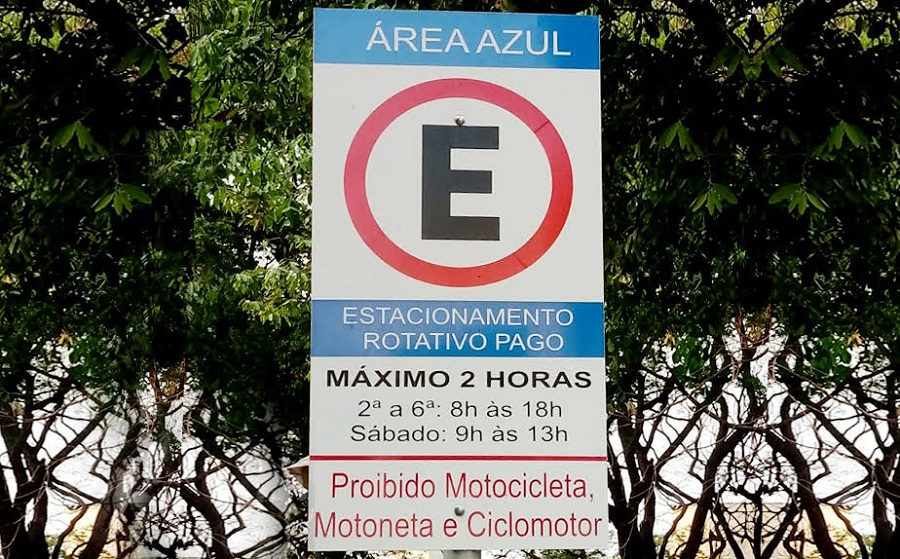 ÁREA AZUL
E
ESTACIONAMENTO
ROTATIVO PAGO
MÁXIMO 2 HORAS
2ª a 6ª: 8h às 18h
Sábado: 9h às 13h
Proibido Motocicleta,
Motoneta e Ciclomotor